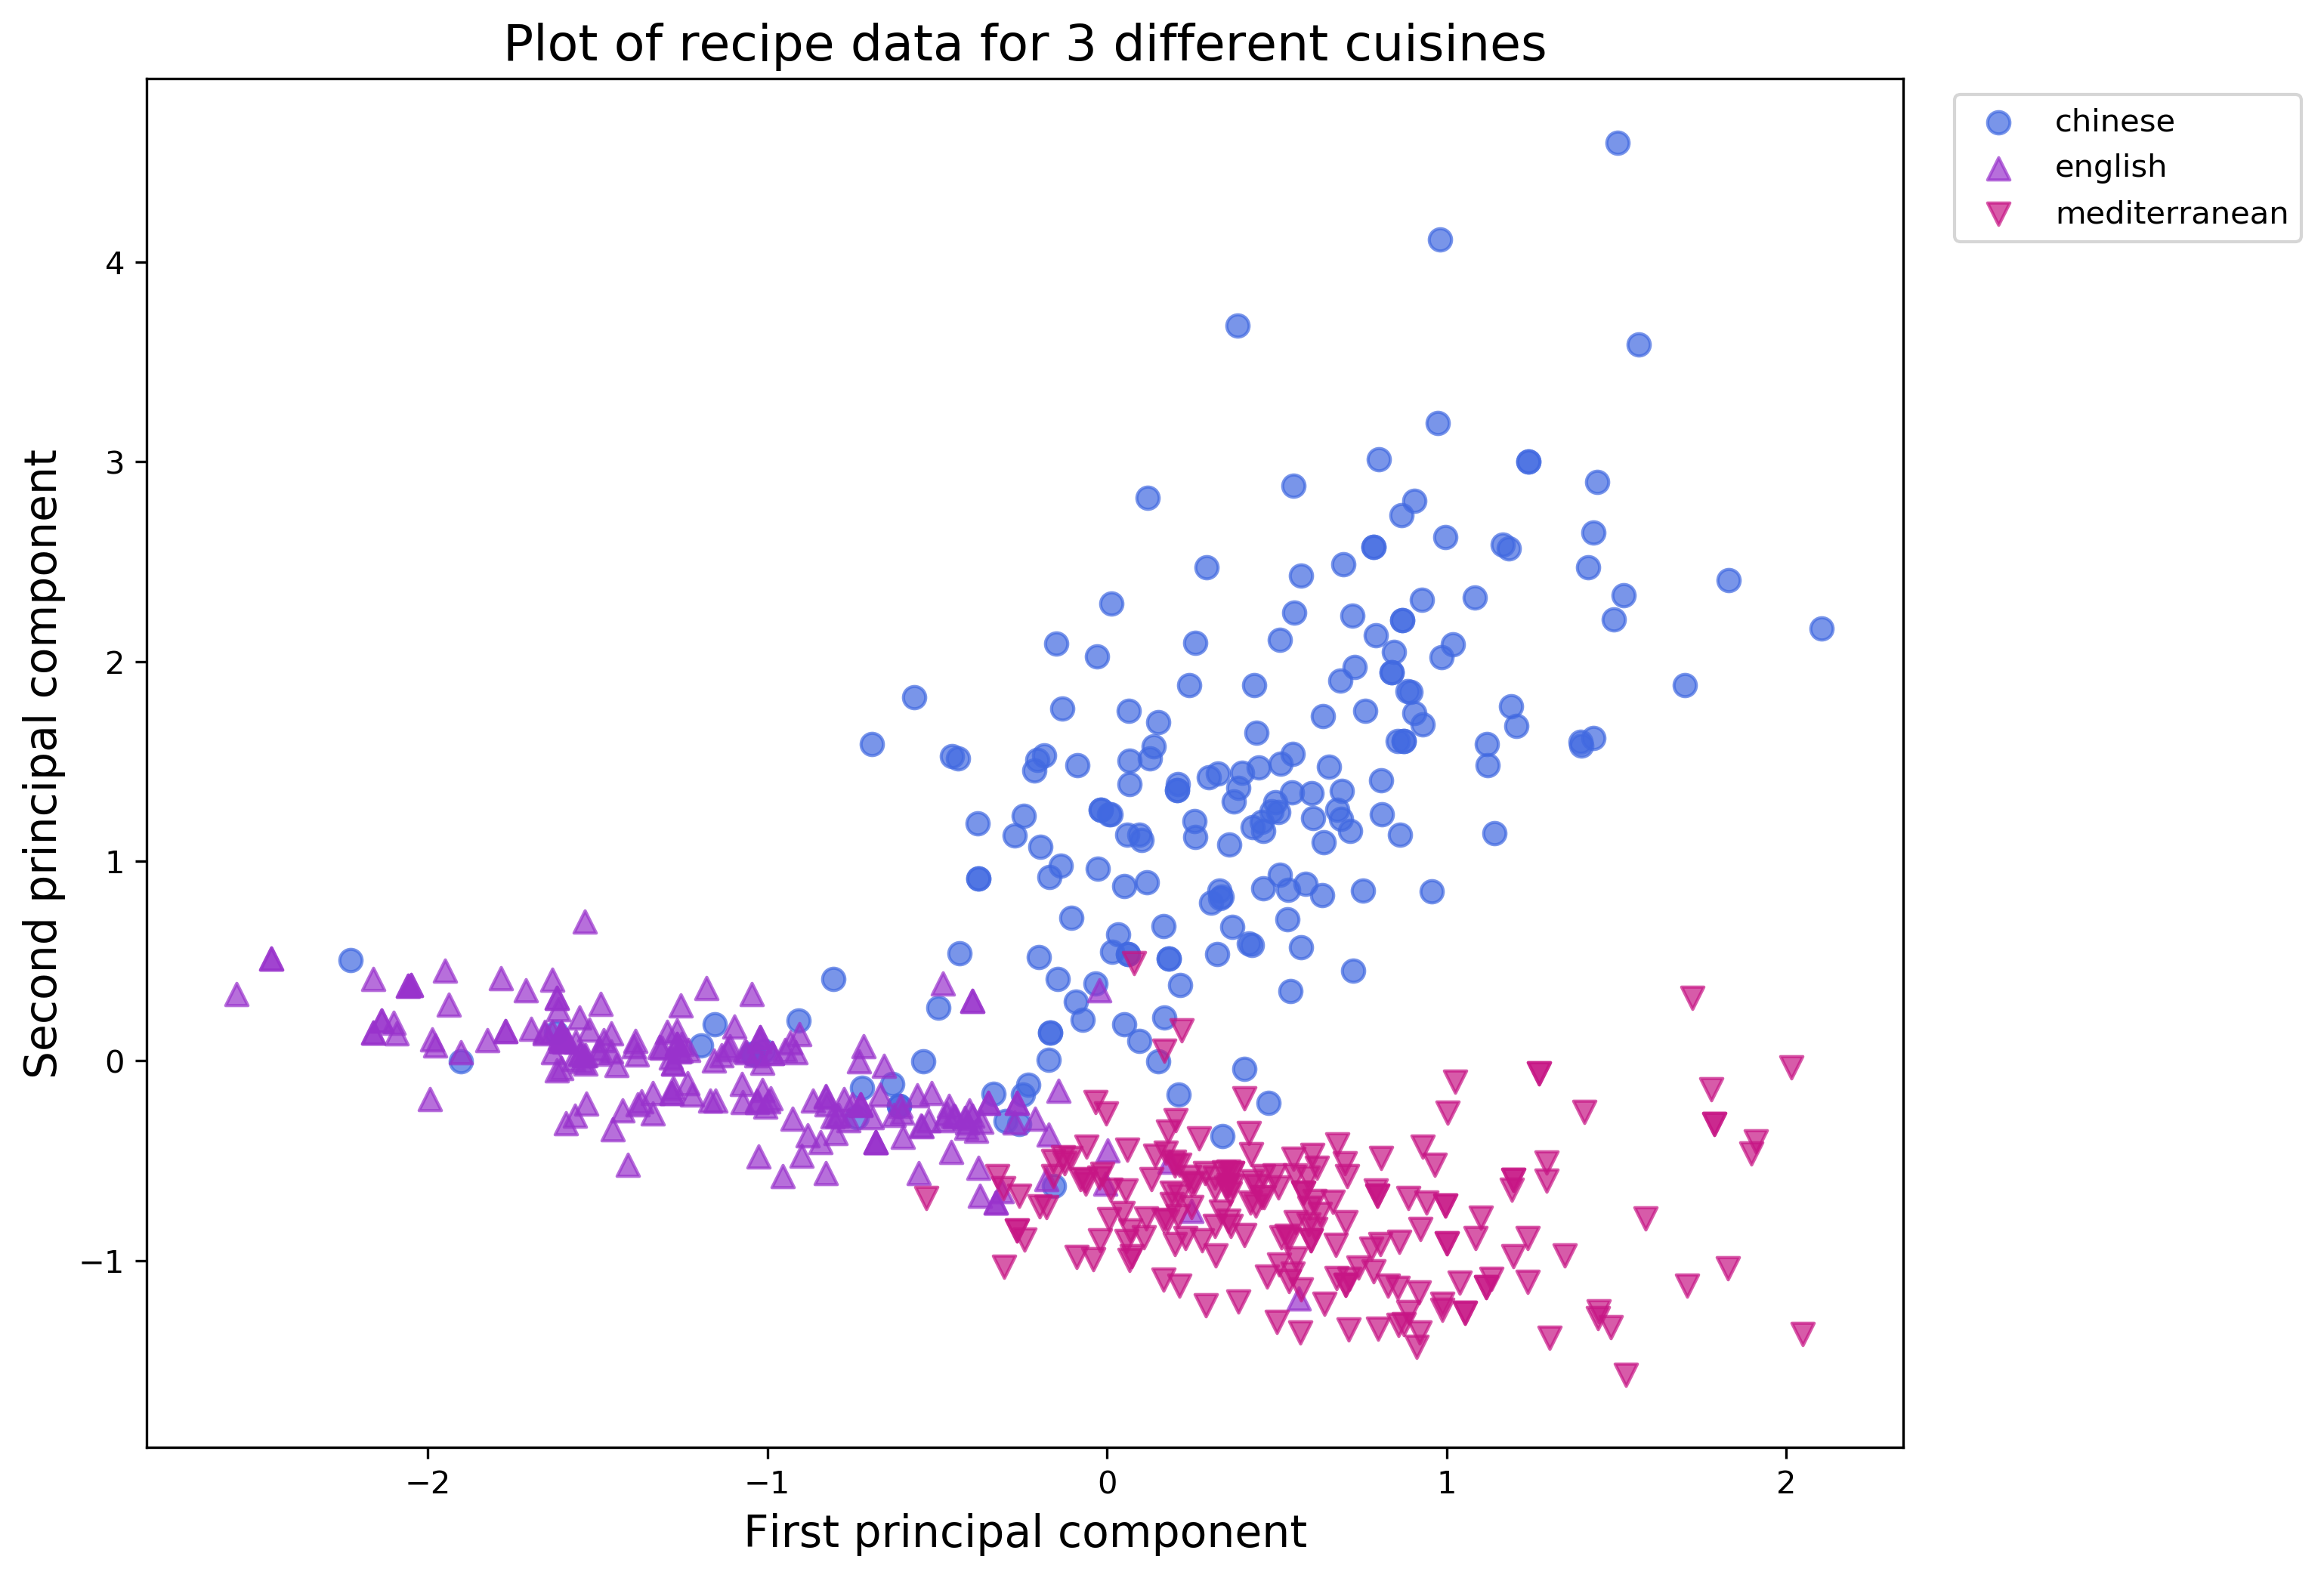 Plot of recipe data for 3 different cuisines
chinese
english
mediterranean
Second principal component
4
3
2
1
0
−1
−2
−1
0
1
2
First principal component